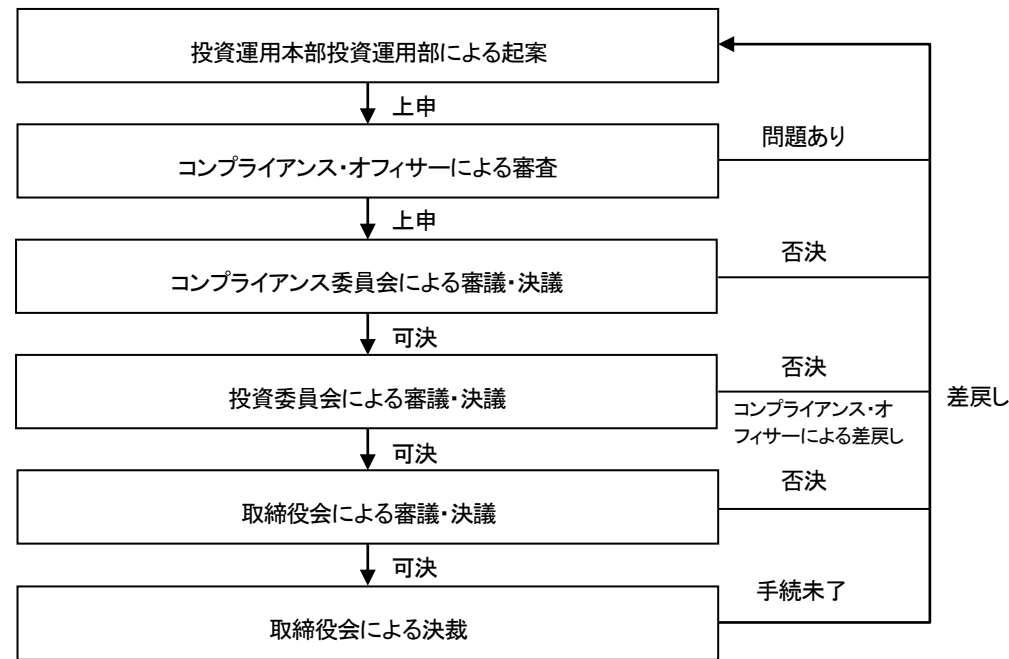 投資運用本部投資運用部による起案
上申
コンプライアンス・オフィサーによる審査
問題あり
上申
コンプライアンス委員会による審議・決議
否決
可決
投資委員会による審議・決議
否決
コンプライアンス・オ
フィサーによる差戻し
差戻し
可決
取締役会による審議・決議
否決
可決
取締役会による決裁
手続未了